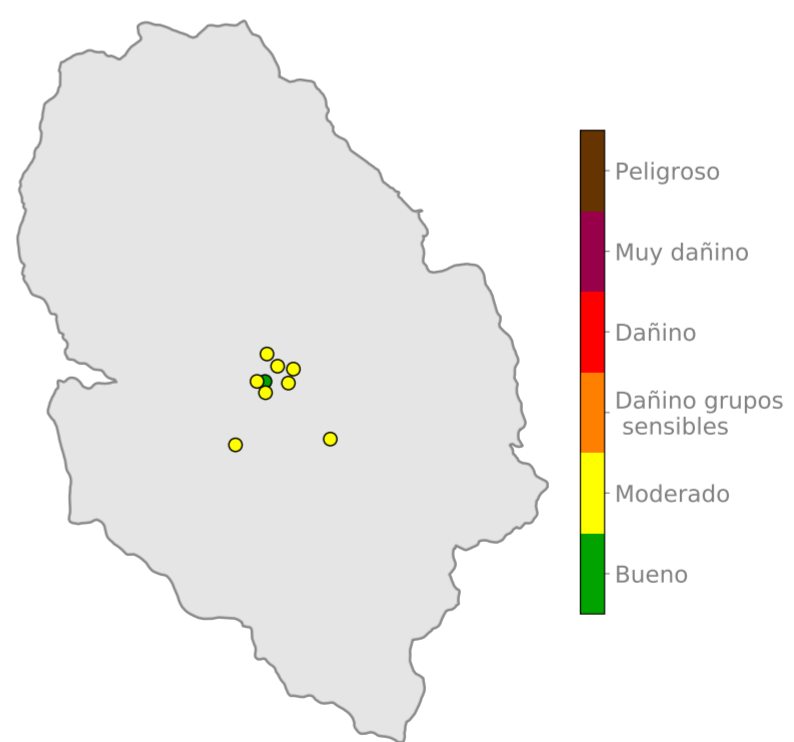 Peligroso
Muy dañino
Dañino
Dañino grupos
sensibles
Moderado
Bueno